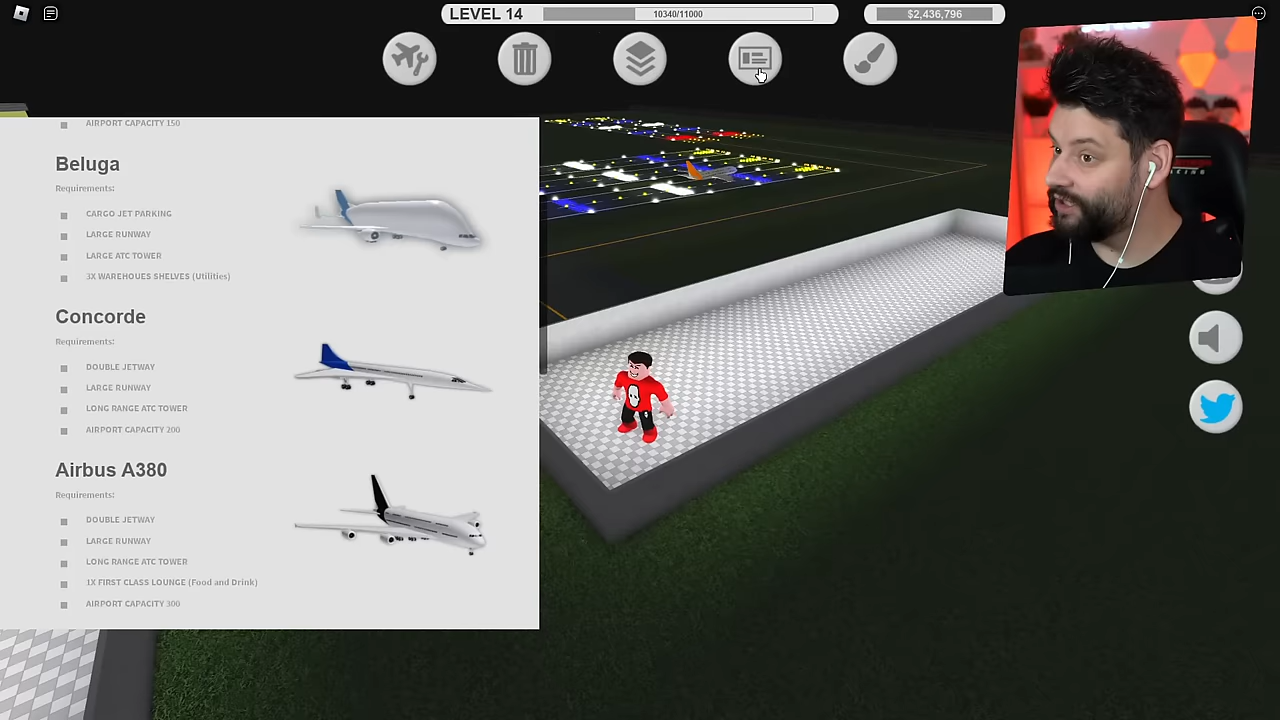 LEVEL 14
10340/11000
$2,436,796
AIRPORT CAPACITY 150
Beluga
Requirements:
CARGO JET PARKING
LARGE RUNWAY
LARGE ATC TOWER
3X WAREHOUES SHELVES (Utilities)
Concorde
Requirements:
DOUBLE JETWAY
LARGE RUNWAY
LONG RANGE ATC TOWER
AIRPORT CAPACITY 200
Airbus A380
Requirements:
DOUBLE JETWAY
LARGE RUNWAY
LONG RANGE ATC TOWER
1X FIRST CLASS LOUNGE (Food and Drink)
AIRPORT CAPACITY 300